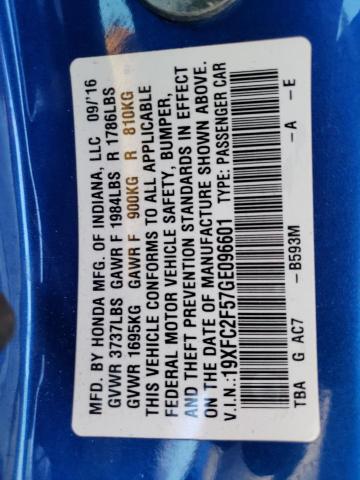 MFD. BY HONDA MFG. OF INDIANA, LLC 09/'16
GVWR 3737LBS GAWR F 1984LBS R 1786LBS
GVWR 1695KG GAWR F 900KG R 810KG
THIS VEHICLE CONFORMS TO ALL APPLICABLE
FEDERAL MOTOR VEHICLE SAFETY, BUMPER,
AND THEFT PREVENTION STANDARDS IN EFFECT
ON THE DATE OF MANUFACTURE SHOWN ABOVE.
V.I.N.:19XFC2F57GE096601 TYPE: PASSENGER CAR
TBA G AC7 -B593M -A -E